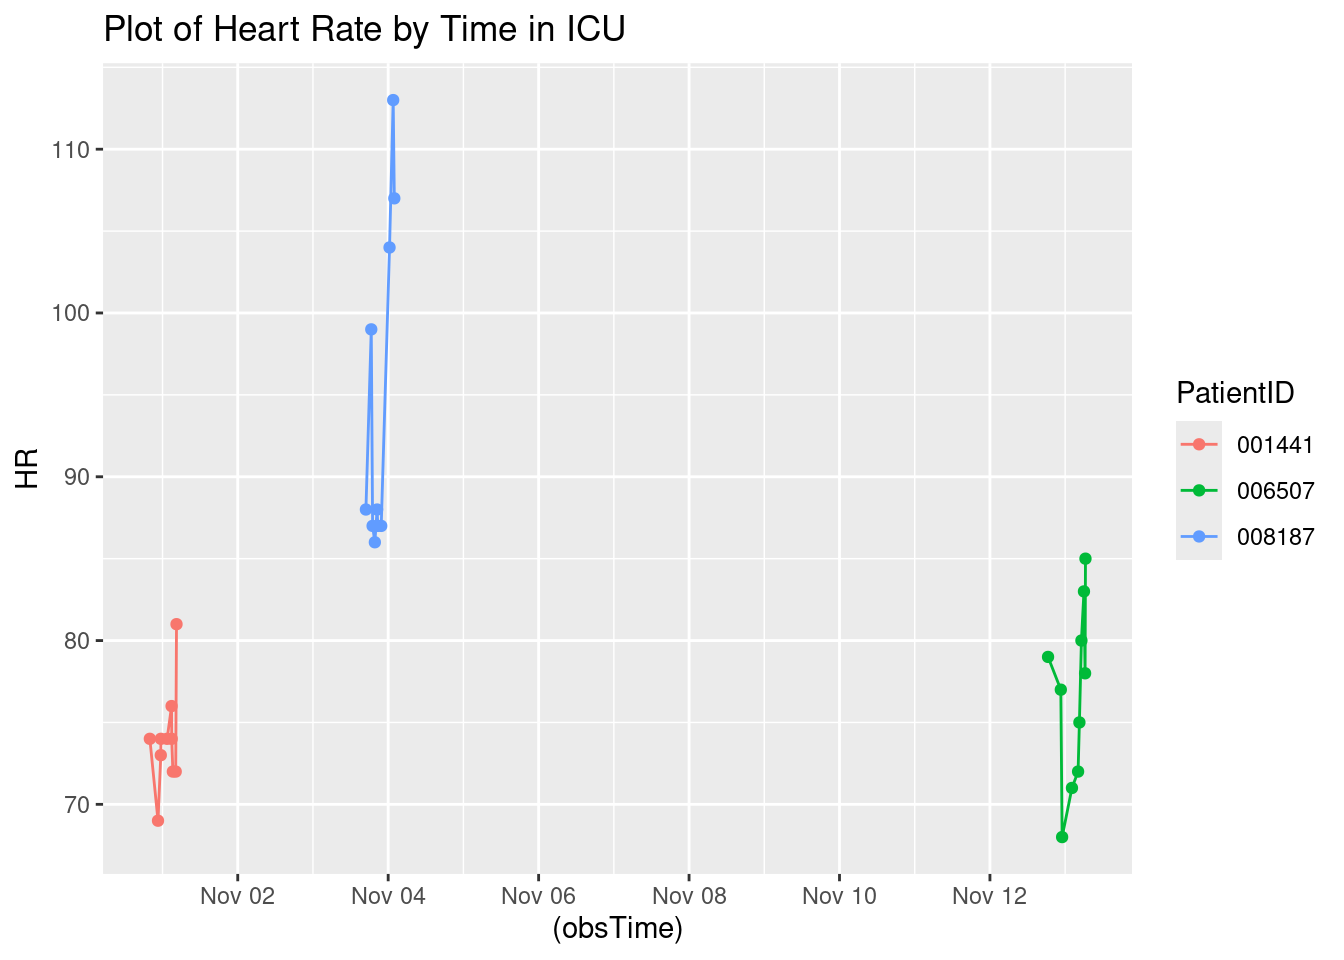 Plot of Heart Rate by Time in ICU
110
100
90
80
70
HR
Nov 02 Nov 04 Nov 06 Nov 08 Nov 10 Nov 12
(obsTime)
PatientID
001441
006507
008187